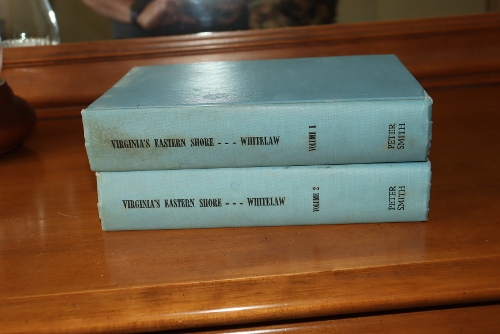 VIRGINIA'S EASTERN SHORE - - - WHITELAW
VOLUME 1
PETER
SMITH
VIRGINIA'S EASTERN SHORE - - - WHITELAW
VOLUME 2
PETER
SMITH